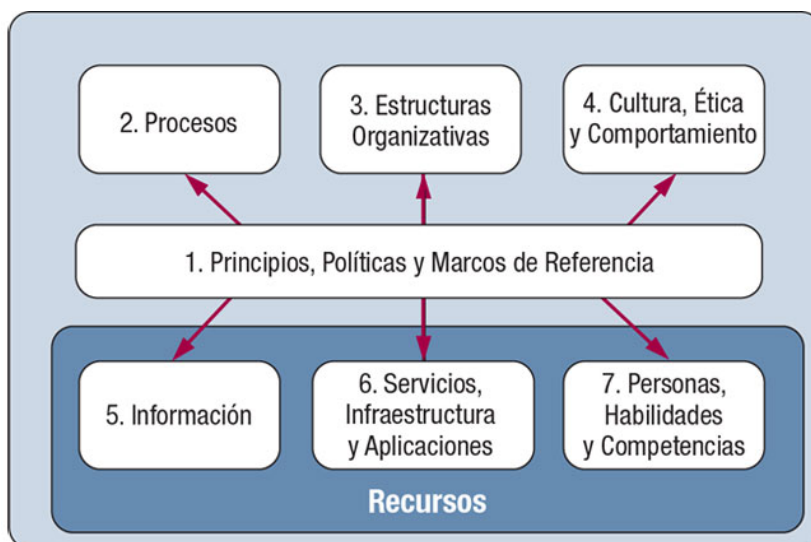 2. Procesos
3. Estructuras
Organizativas
4. Cultura, Ética
y Comportamiento
1. Principios, Políticas y Marcos de Referencia
5. Información
6. Servicios,
Infraestructura
y Aplicaciones
7. Personas,
Habilidades
y Competencias
Recursos